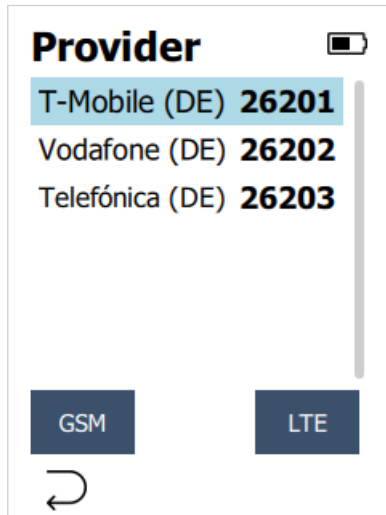 Provider
T-Mobile (DE) 26201
Vodafone (DE) 26202
Telefónica (DE) 26203
GSM LTE